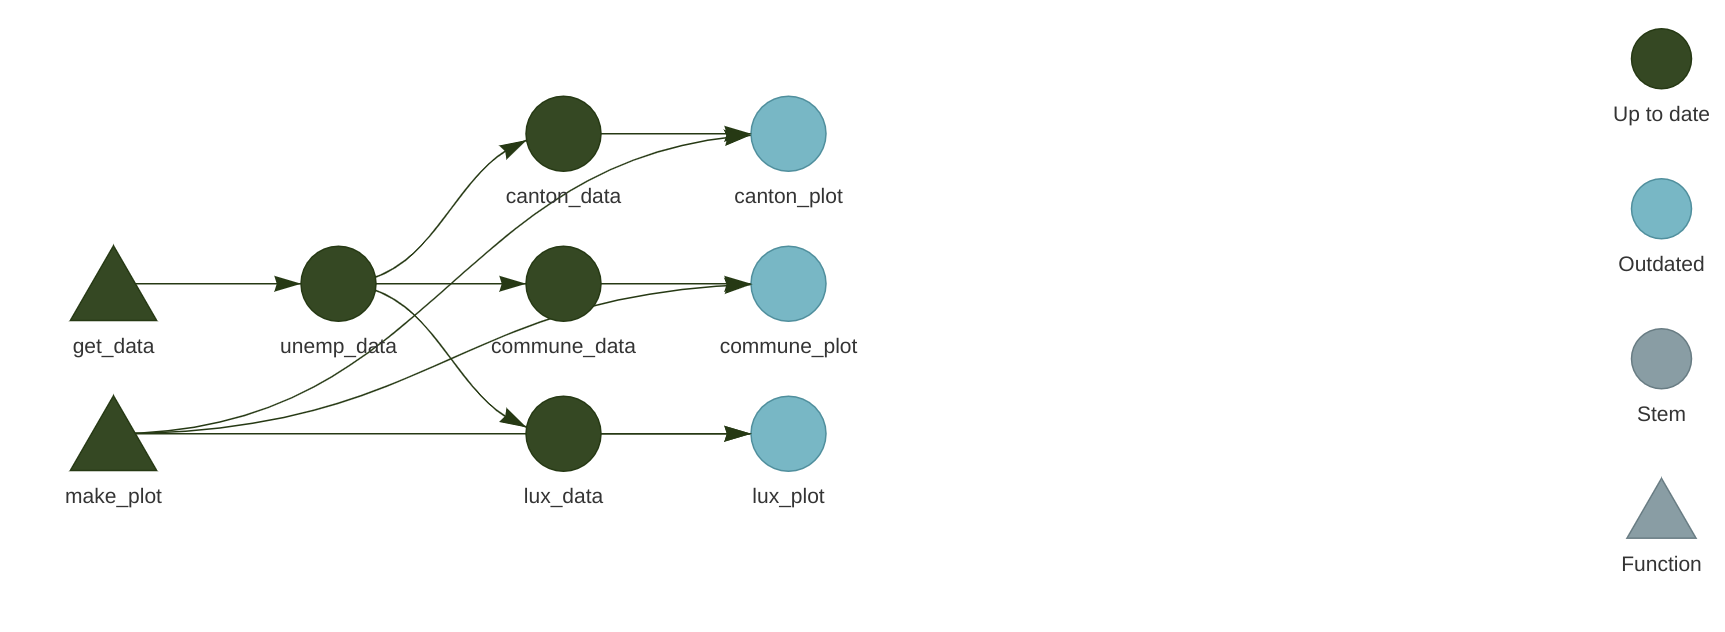 canton_data
canton_plot
get_data
unemp_data
commune_data
commune_plot
make_plot
lux_data
lux_plot
Up to date
Outdated
Stem
Function